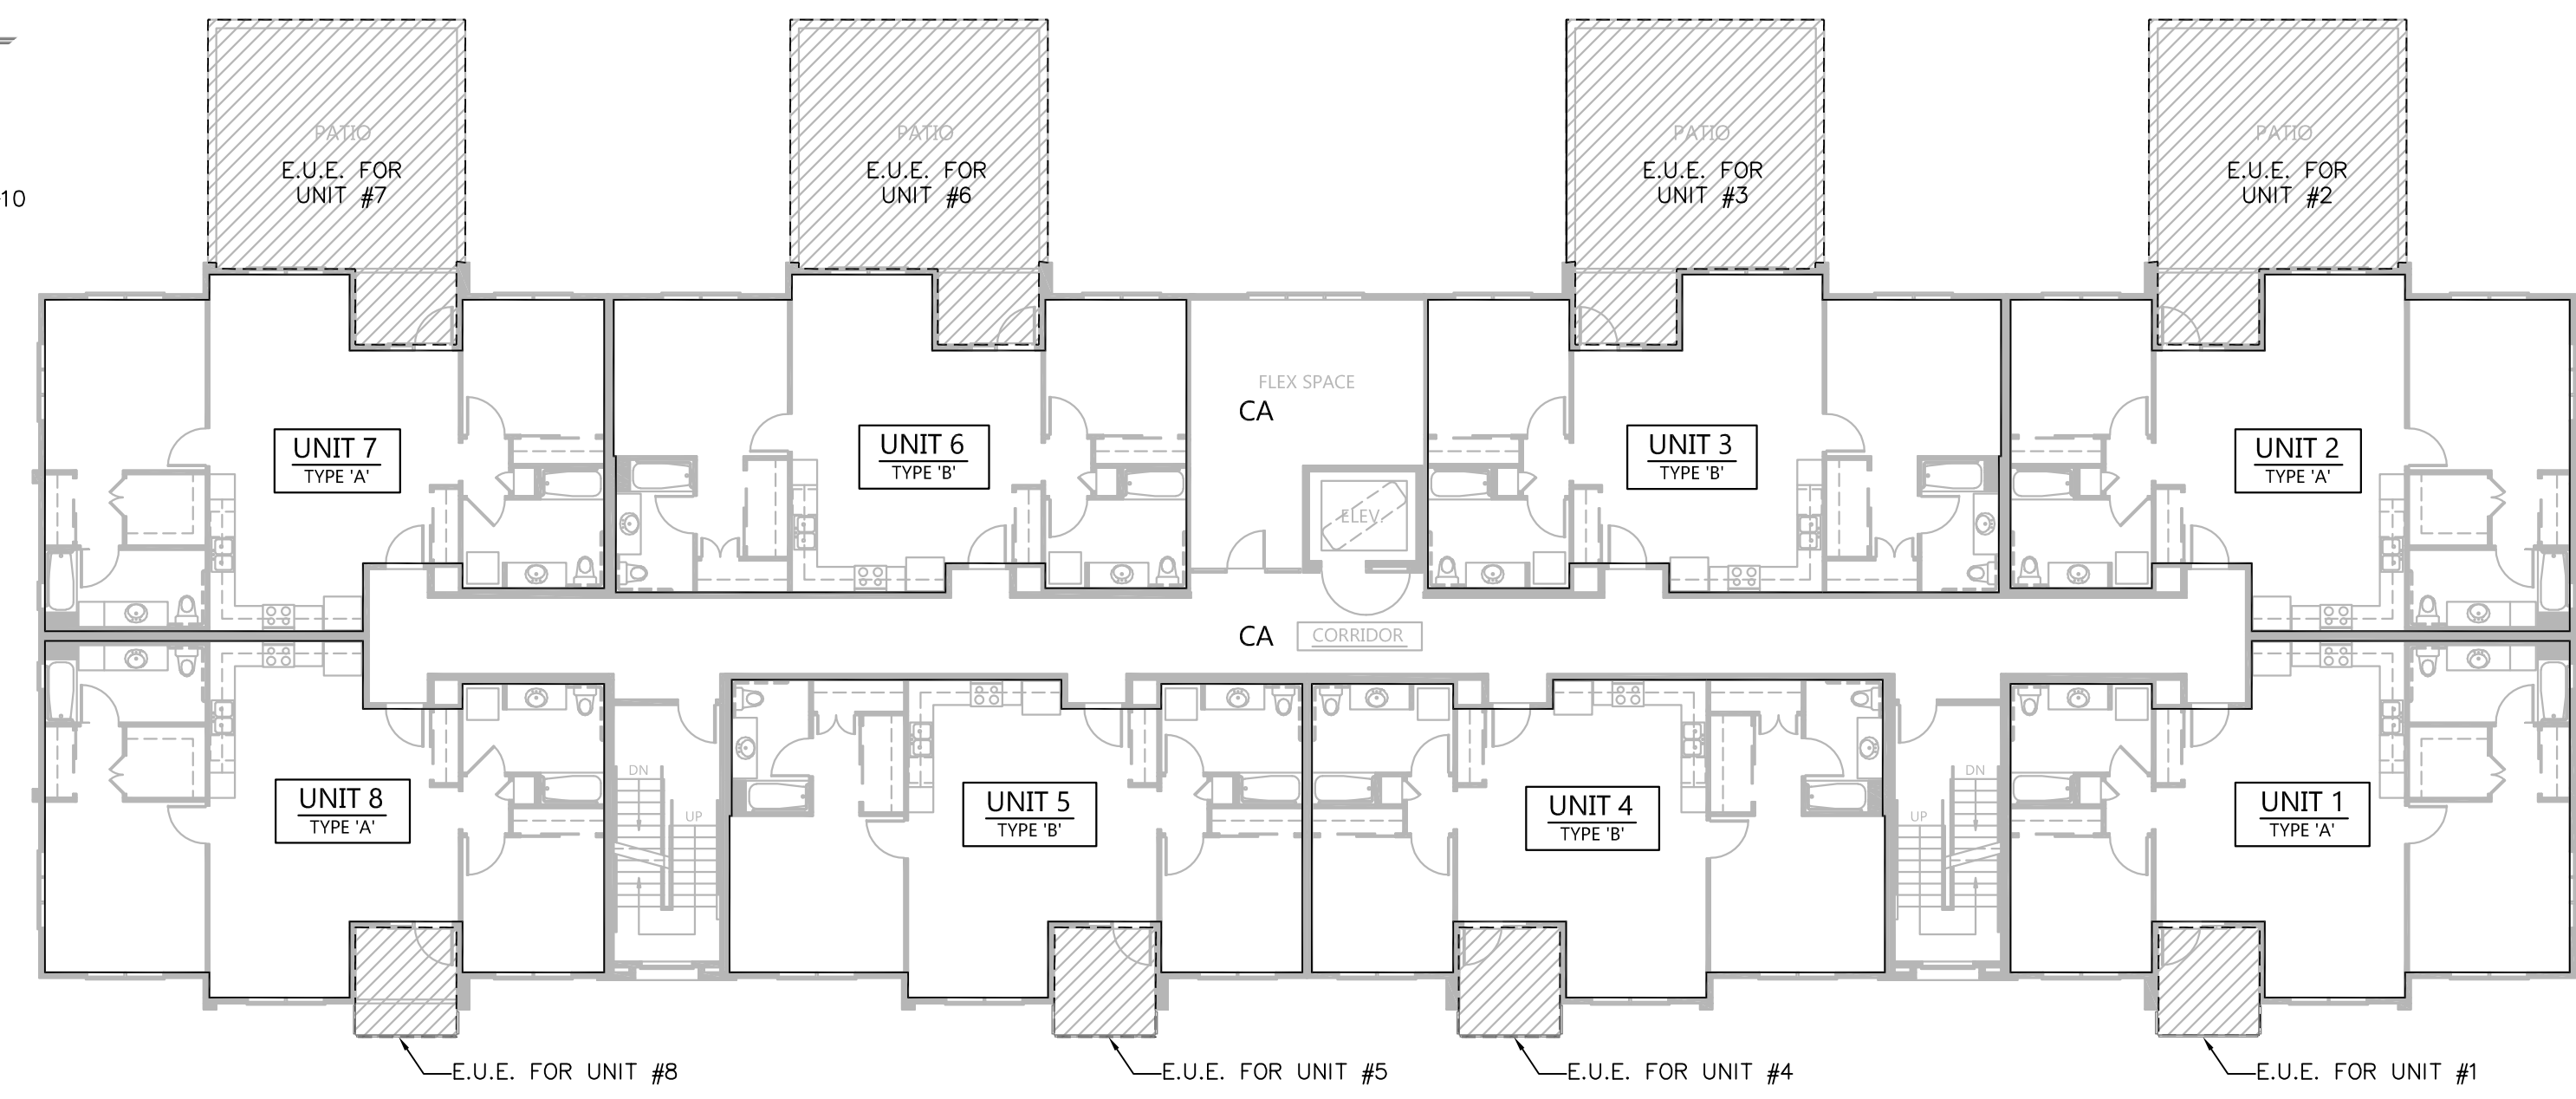 PATIO
E.U.E. FOR
UNIT #7
PATIO
E.U.E. FOR
UNIT #6
PATIO
E.U.E. FOR
UNIT #3
PATIO
E.U.E. FOR
UNIT #2
10
UNIT 7
TYPE 'A'
UNIT 6
TYPE 'B'
FLEX SPACE
CA
ELEV.
UNIT 3
TYPE 'B'
UNIT 2
TYPE 'A'
CA
CORRIDOR
UNIT 8
TYPE 'A'
DN
UP
UNIT 5
TYPE 'B'
UNIT 4
TYPE 'B'
UP
DN
UNIT 1
TYPE 'A'
E.U.E. FOR UNIT #8
E.U.E. FOR UNIT #5
E.U.E. FOR UNIT #4
E.U.E. FOR UNIT #1